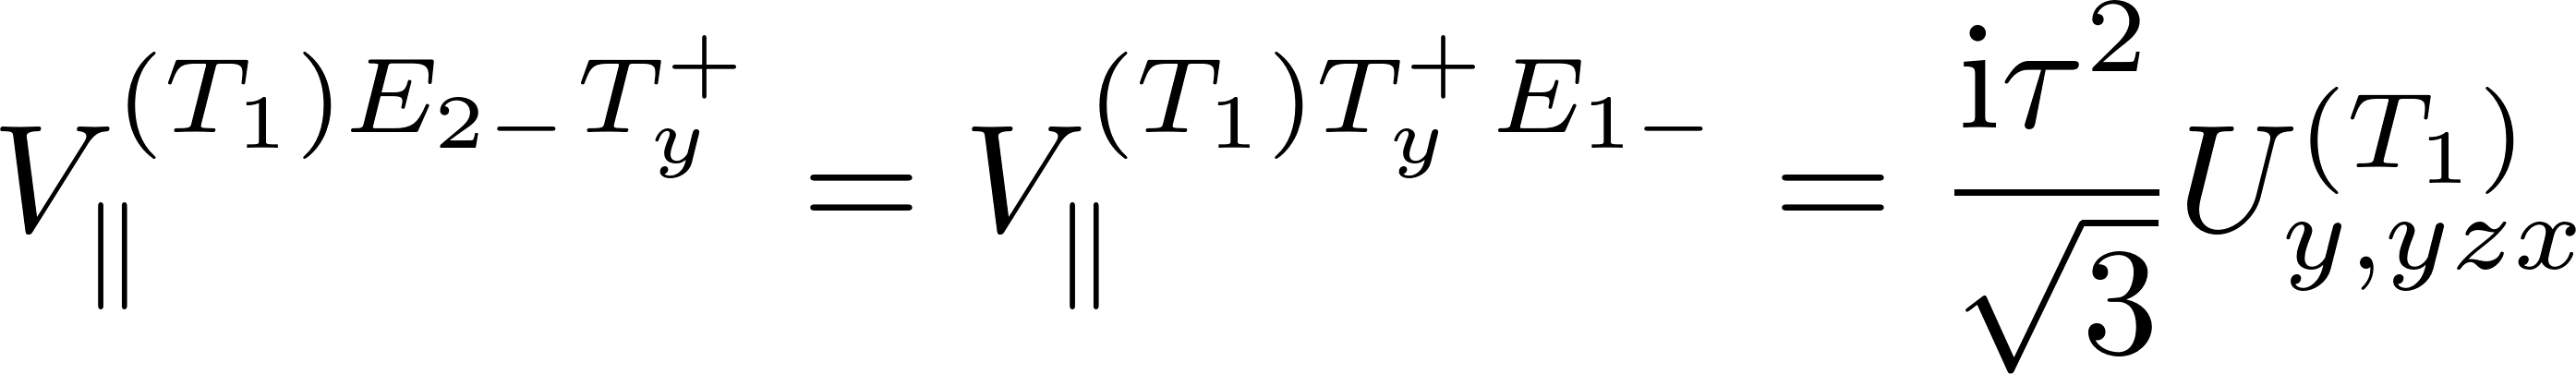 $V_{\parallel}^{(T_1)E_{2-}T_y^+} = V_{\parallel}^{(T_1)T_y^+E_{1-}} = \frac{\mathrm{i}\tau^2}{\sqrt{3}} U_{y,yzx}^{(T_1)}$